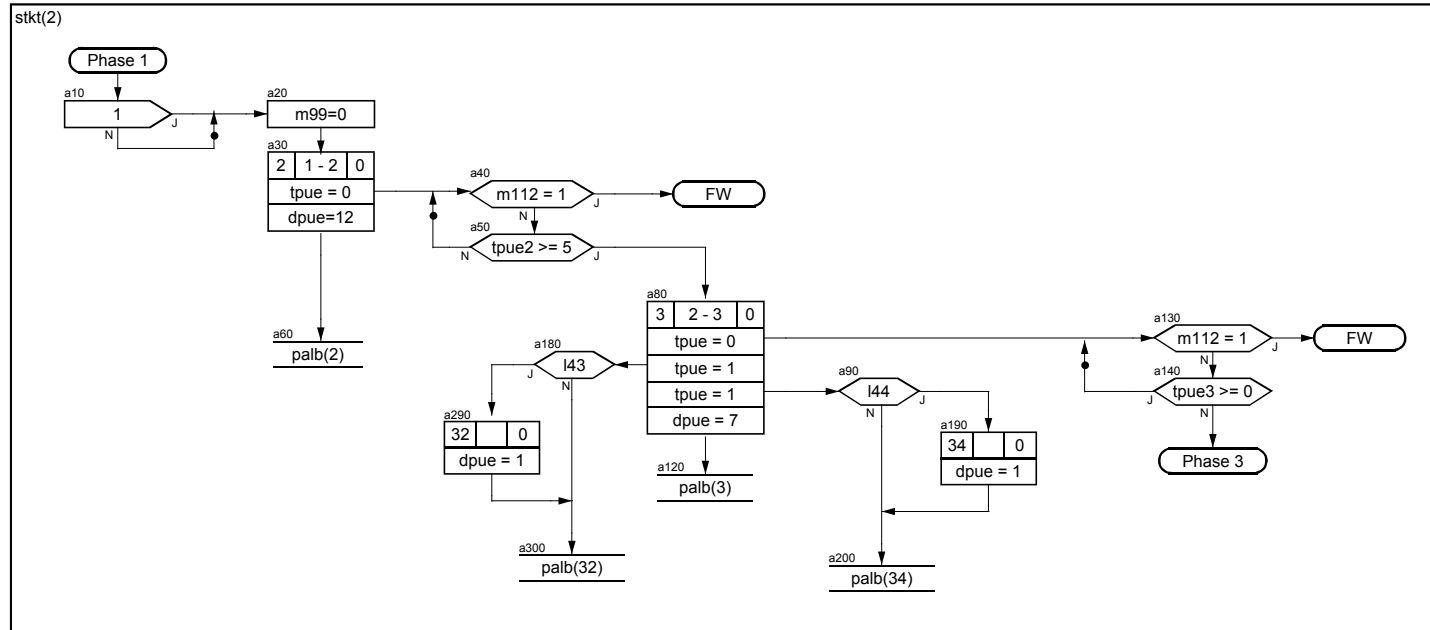 stkt(2)
Phase 1
a10
1
N
J
a20
m99=0
a30
2 1 - 2 0
tpue = 0
dpue=12
a40
m112 = 1
N
J
FW
a50
tpue2 >= 5
N
J
a60
palb(2)
a80
3 2 - 3 0
tpue = 0
tpue = 1
tpue = 1
dpue = 7
a180
l43
J
N
a290
32 0
dpue = 1
a90
l44
J
N
a190
34 0
dpue = 1
a120
palb(3)
a130
m112 = 1
N
J
FW
a140
tpue3 >= 0
J
N
Phase 3
a300
palb(32)
a200
palb(34)